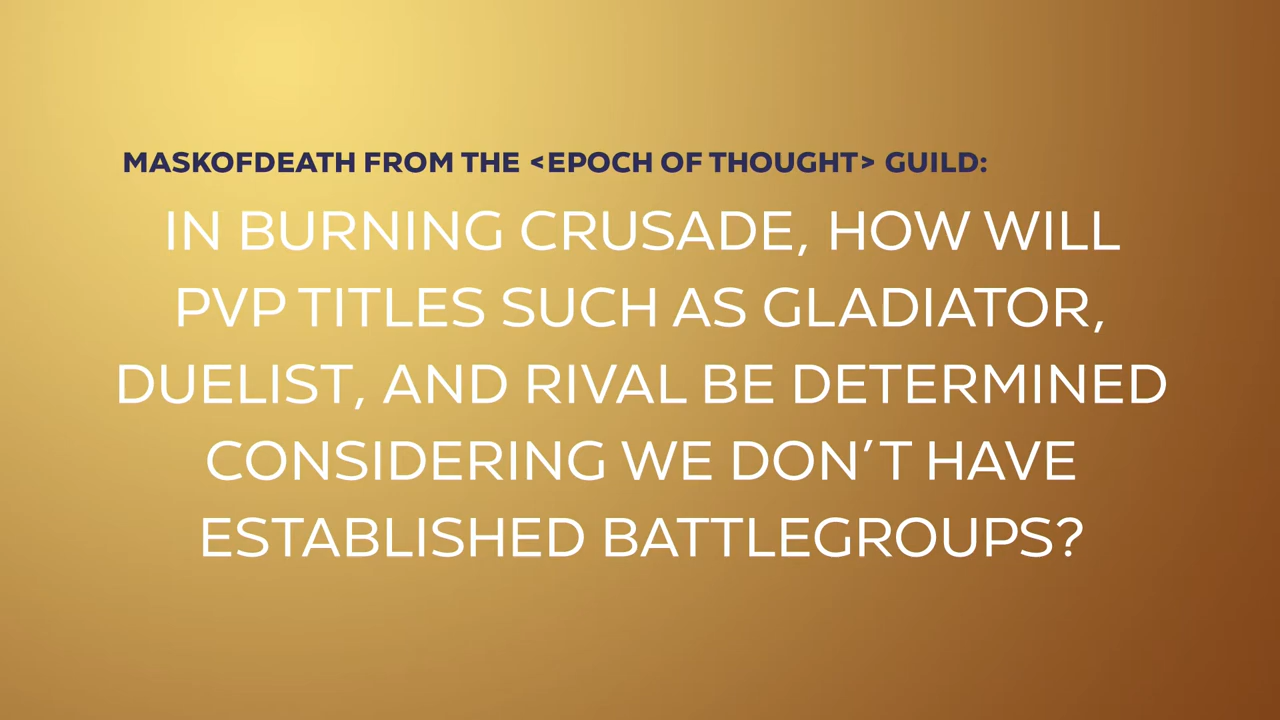 MASKOFDEATH FROM THE <EPOCH OF THOUGHT> GUILD:
IN BURNING CRUSADE, HOW WILL
PVP TITLES SUCH AS GLADIATOR,
DUELIST, AND RIVAL BE DETERMINED
CONSIDERING WE DON'T HAVE
ESTABLISHED BATTLEGROUPS?